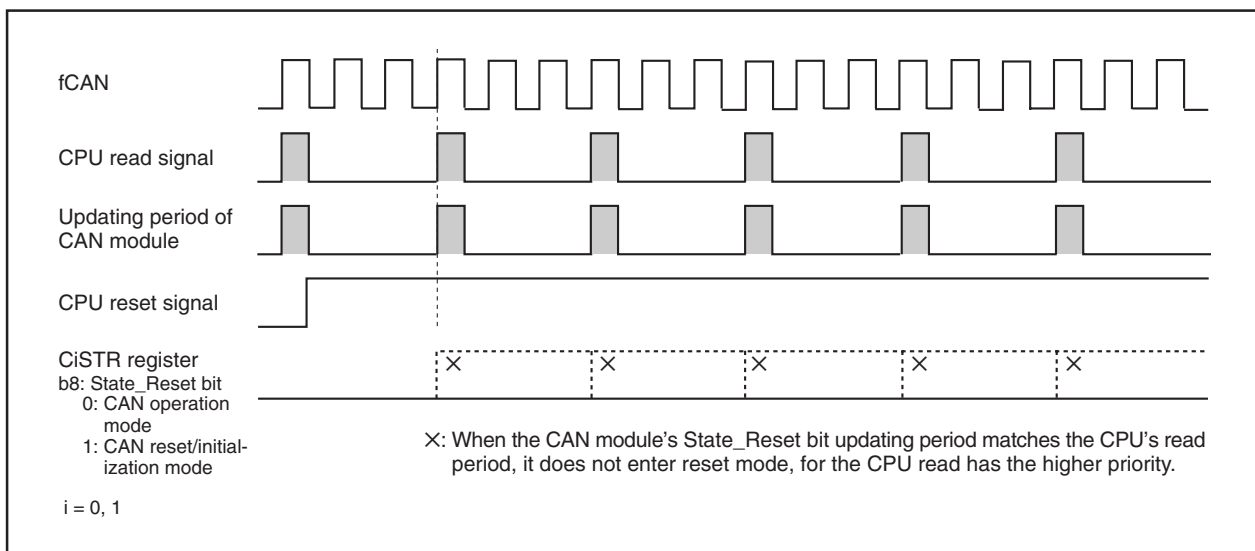 fCAN
CPU read signal
Updating period of
CAN module
CPU reset signal
CiSTR register
b8: State_Reset bit
0: CAN operation
mode
1: CAN reset/initial-
ization mode
×: When the CAN module's State_Reset bit updating period matches the CPU's read
period, it does not enter reset mode, for the CPU read has the higher priority.
i = 0, 1